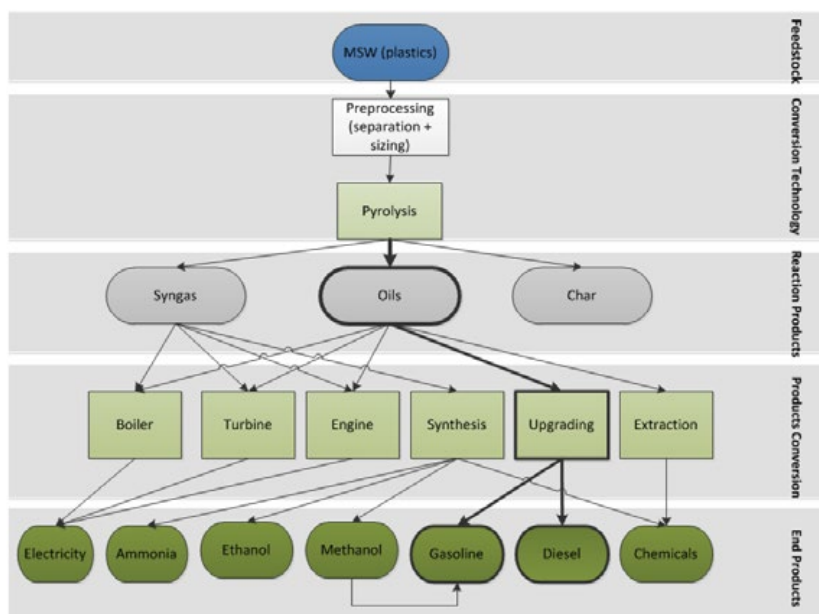 MSW (plastics)
Feedstock
Preprocessing
(separation +
sizing)
Pyrolysis
Conversion Technology
Syngas
Oils
Char
Reaction Products
Boiler
Turbine
Engine
Synthesis
Upgrading
Extraction
Products Conversion
Electricity
Ammonia
Ethanol
Methanol
Gasoline
Diesel
Chemicals
End Products